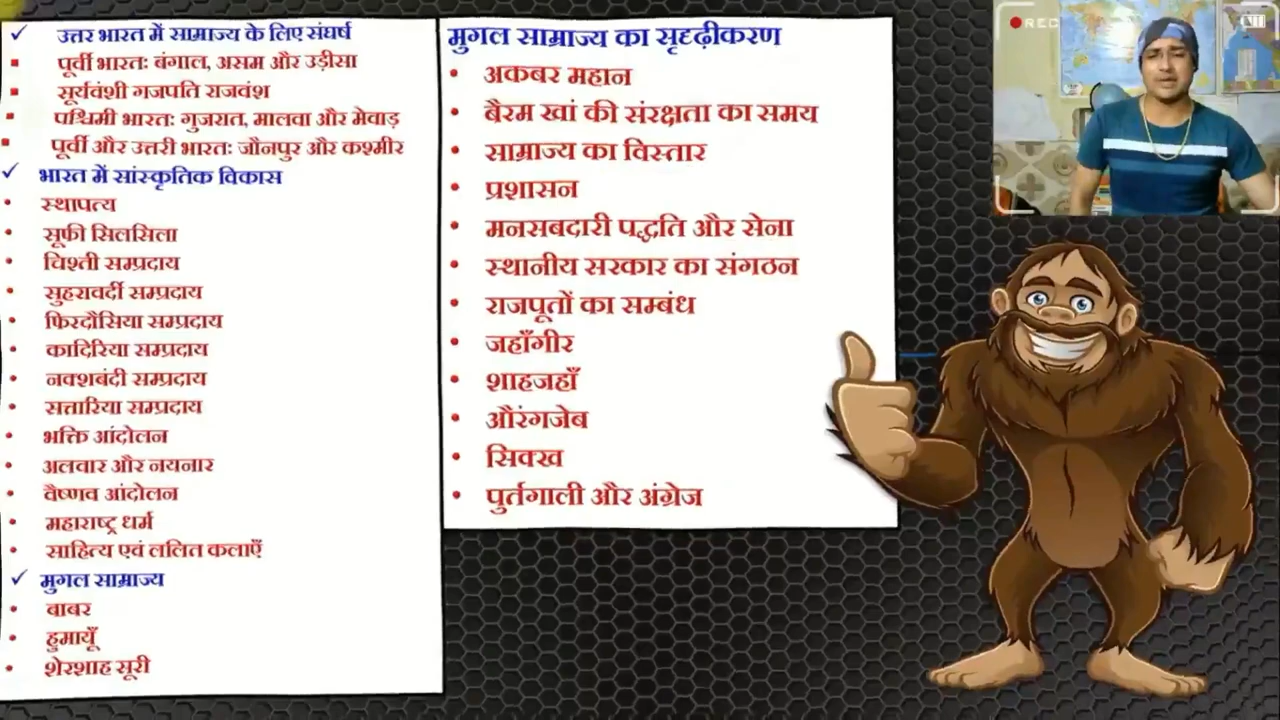 उत्तर भारत में साम्राज्य के लिए संघर्ष
पूर्वी भारतः बंगाल, असम और उड़ीसा
सूर्यवंशी गजपति राजवंश
पश्चिमी भारतः गुजरात, मालवा और मेवाड़
पूर्वी और उत्तरी भारतः जौनपुर और कश्मीर
भारत में सांस्कृतिक विकास
स्थापत्य
सूफी सिलसिला
चिश्ती सम्प्रदाय
सुहरावर्दी सम्प्रदाय
फिरदौसिया सम्प्रदाय
कादिरिया सम्प्रदाय
नक्शबंदी सम्प्रदाय
सत्तारिया सम्प्रदाय
भक्ति आंदोलन
अलवार और नयनार
वैष्णव आंदोलन
महाराष्ट्र धर्म
साहित्य एवं ललित कलाएँ
मुगल साम्राज्य
बाबर
हुमायूँ
शेरशाह सूरी
मुगल साम्राज्य का सृदृढ़ीकरण
अकबर महान
बैरम खां की संरक्षता का समय
साम्राज्य का विस्तार
प्रशासन
मनसबदारी पद्धति और सेना
स्थानीय सरकार का संगठन
राजपूतों का सम्बंध
जहाँगीर
शाहजहाँ
औरंगजेब
सिक्ख
पुर्तगाली और अंग्रेज
REC